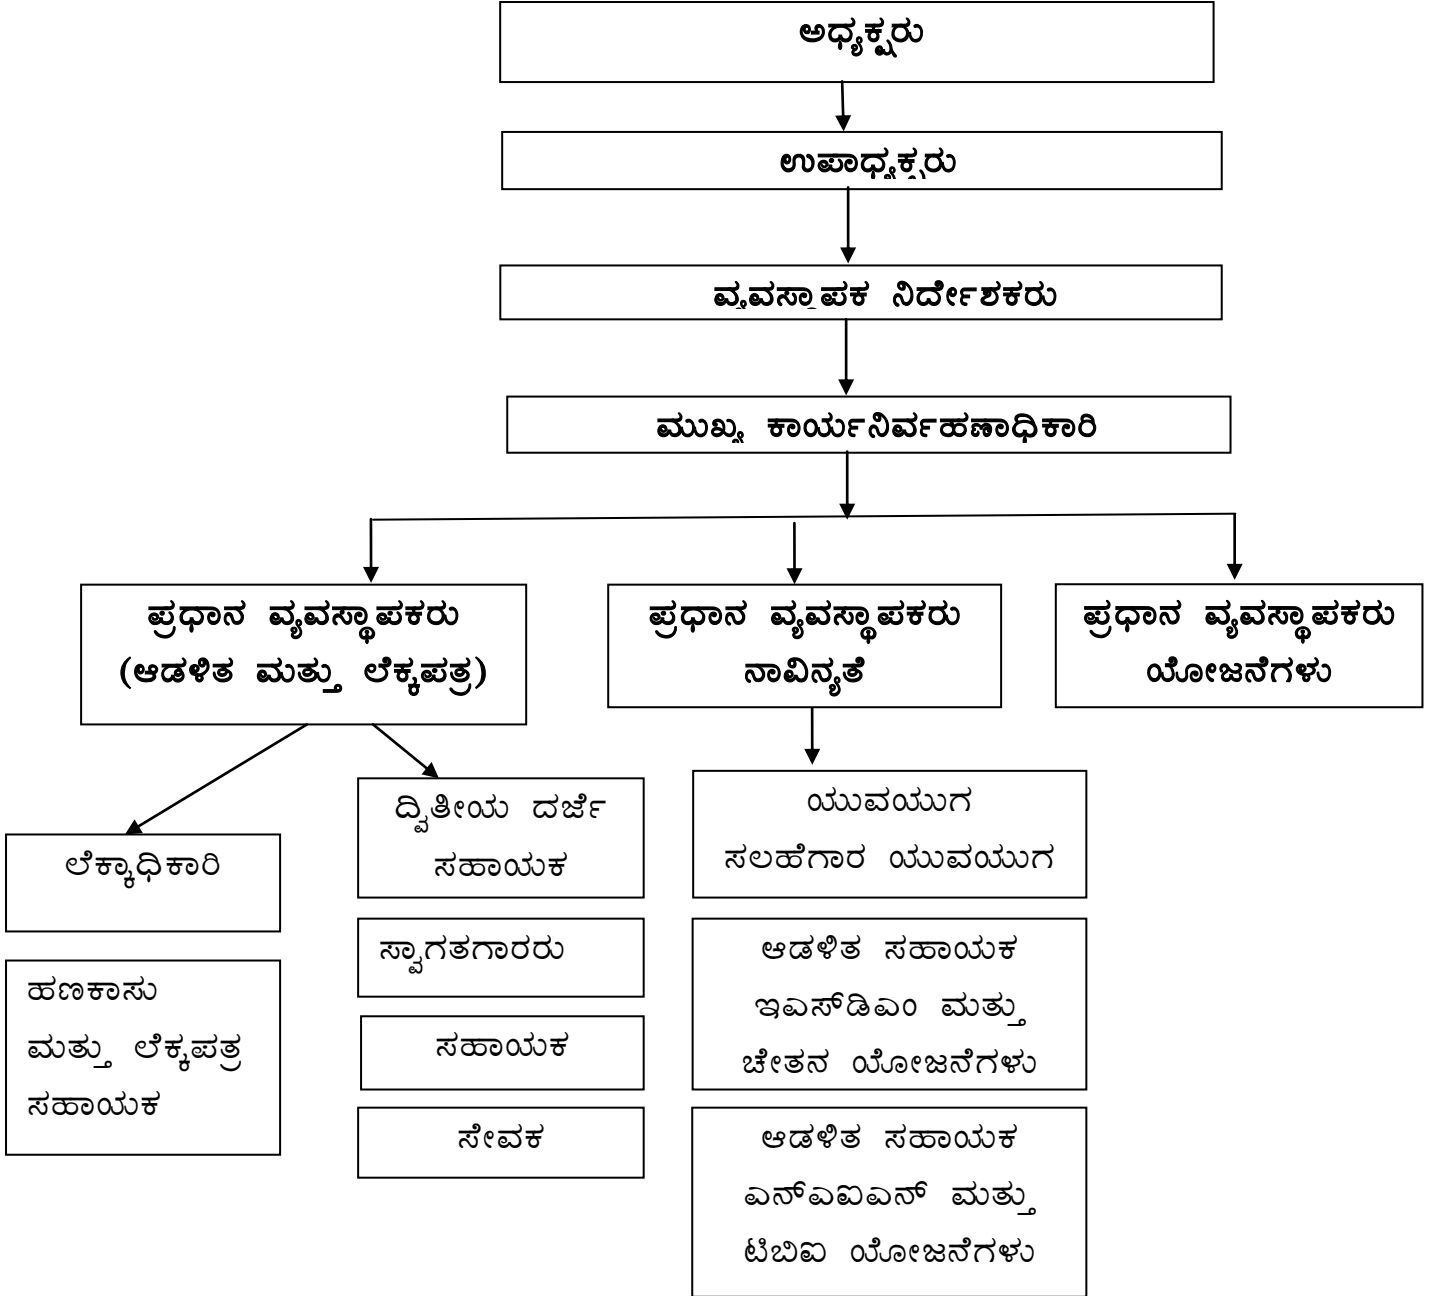 ಅಧ್ಯಕ್ಷರು
ಉಪಾಧ್ಯಕ್ಷರು
ವ್ಯವಸ್ಥಾಪಕ ನಿರ್ದೇಶಕರು
ಮುಖ್ಯ ಕಾರ್ಯನಿರ್ವಹಣಾಧಿಕಾರಿ
ಪ್ರಧಾನ ವ್ಯವಸ್ಥಾಪಕರು
(ಆಡಳಿತ ಮತ್ತು ಲೆಕ್ಕಪತ್ರ)
ಪ್ರಧಾನ ವ್ಯವಸ್ಥಾಪಕರು
ನಾವಿನ್ಯತೆ
ಪ್ರಧಾನ ವ್ಯವಸ್ಥಾಪಕರು
ಯೋಜನೆಗಳು
ಲೆಕ್ಕಾಧಿಕಾರಿ
ಹಣಕಾಸು
ಮತ್ತು ಲೆಕ್ಕಪತ್ರ
ಸಹಾಯಕ
ದ್ವಿತೀಯ ದರ್ಜೆ
ಸಹಾಯಕ
ಸ್ವಾಗತಗಾರರು
ಸಹಾಯಕ
ಸೇವಕ
ಯುವಯುಗ
ಸಲಹೆಗಾರ ಯುವಯುಗ
ಆಡಳಿತ ಸಹಾಯಕ
ಇಎಸ್‌ಡಿಎಂ ಮತ್ತು
ಚೇತನ ಯೋಜನೆಗಳು
ಆಡಳಿತ ಸಹಾಯಕ
ಎನ್‌ಎಐಎನ್ ಮತ್ತು
ಟಿಬಿಐ ಯೋಜನೆಗಳು